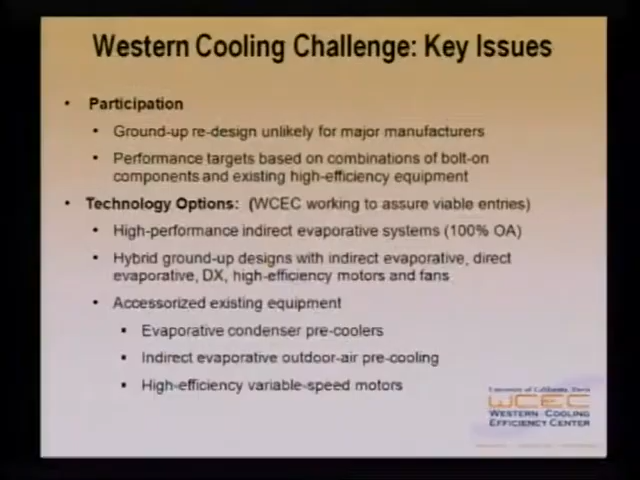 Western Cooling Challenge: Key Issues
• Participation
• Ground-up re-design unlikely for major manufacturers
• Performance targets based on combinations of bolt-on
components and existing high-efficiency equipment
• Technology Options: (WCEC working to assure viable entries)
• High-performance indirect evaporative systems (100% OA)
• Hybrid ground-up designs with indirect evaporative, direct
evaporative, DX, high-efficiency motors and fans
• Accessorized existing equipment
▪ Evaporative condenser pre-coolers
▪ Indirect evaporative outdoor-air pre-cooling
▪ High-efficiency variable-speed motors
University of California, Davis
WCEC
WESTERN COOLING
EFFICIENCY CENTER